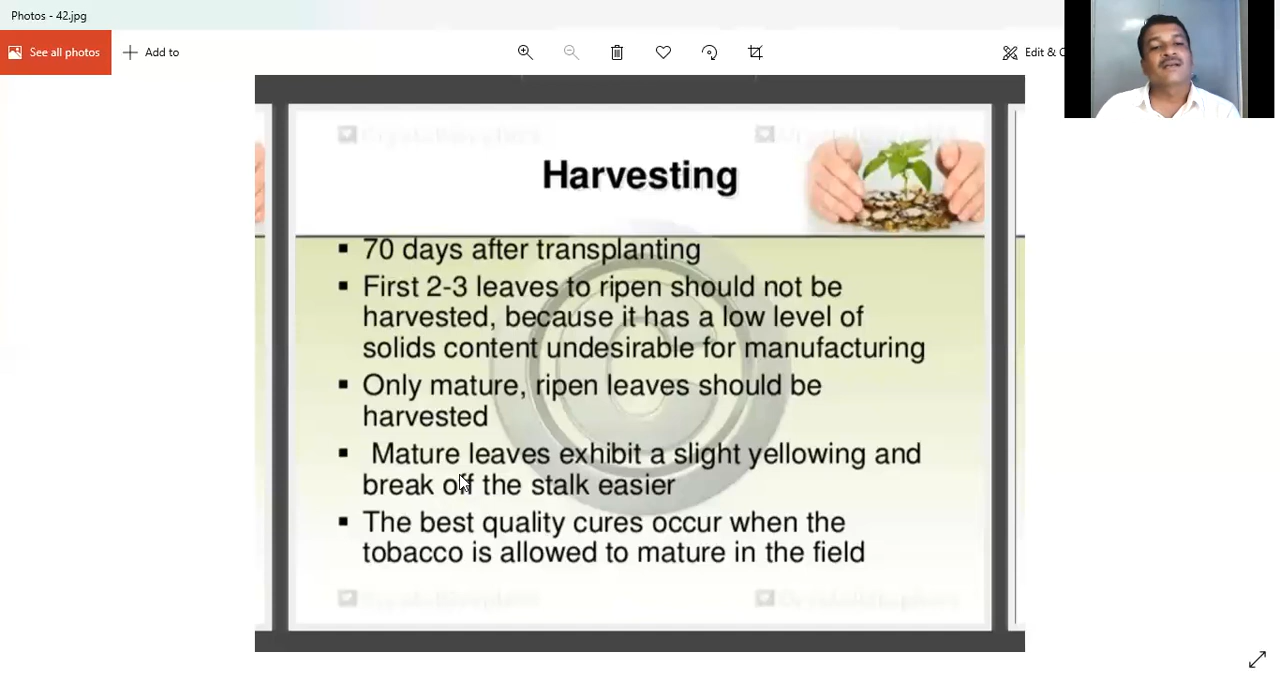 Photos - 42.jpg
See all photos
Add to
Edit & C
Harvesting
▪ 70 days after transplanting
▪ First 2-3 leaves to ripen should not be
harvested, because it has a low level of
solids content undesirable for manufacturing
▪ Only mature, ripen leaves should be
harvested
▪ Mature leaves exhibit a slight yellowing and
break off the stalk easier
▪ The best quality cures occur when the
tobacco is allowed to mature in the field